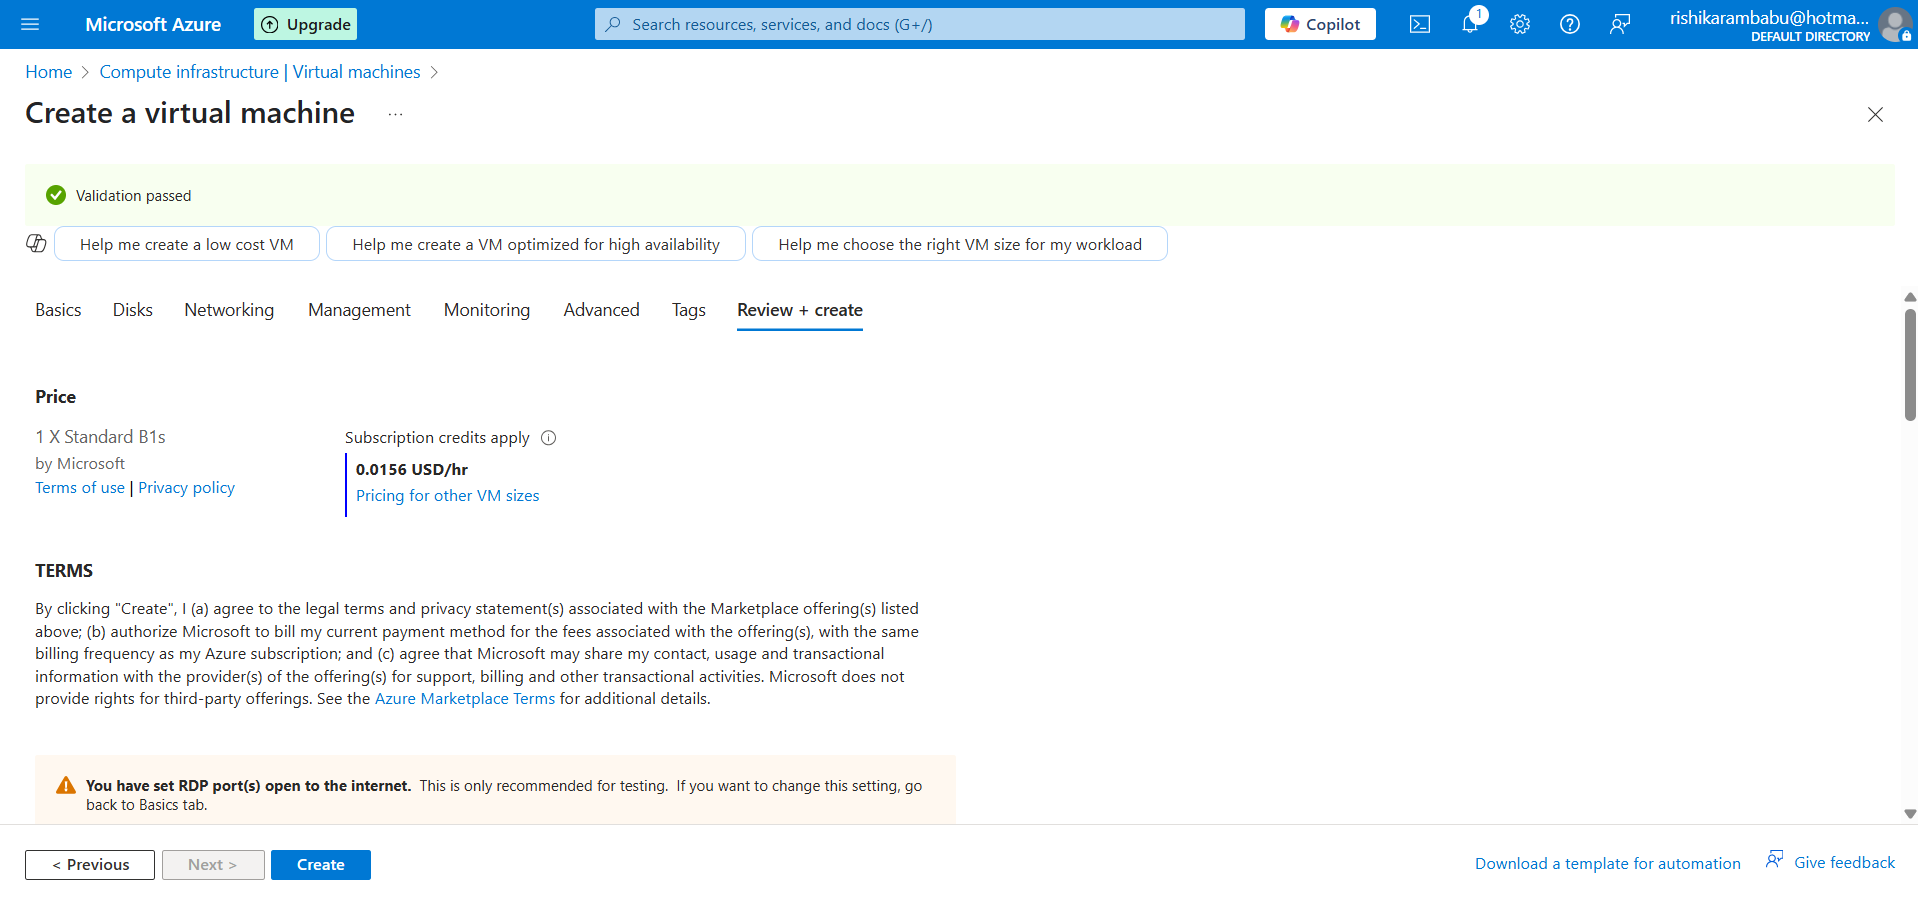 Microsoft Azure
Upgrade
Search resources, services, and docs (G+/)
Copilot
1
rishikarambabu@hotma...
DEFAULT DIRECTORY
Home > Compute infrastructure | Virtual machines >
Create a virtual machine ...
Validation passed
Help me create a low cost VM
Help me create a VM optimized for high availability
Help me choose the right VM size for my workload
Basics Disks Networking Management Monitoring Advanced Tags Review + create
Price
1 X Standard B1s
by Microsoft
Terms of use | Privacy policy
Subscription credits apply
0.0156 USD/hr
Pricing for other VM sizes
TERMS
By clicking "Create", I (a) agree to the legal terms and privacy statement(s) associated with the Marketplace offering(s) listed
above; (b) authorize Microsoft to bill my current payment method for the fees associated with the offering(s), with the same
billing frequency as my Azure subscription; and (c) agree that Microsoft may share my contact, usage and transactional
information with the provider(s) of the offering(s) for support, billing and other transactional activities. Microsoft does not
provide rights for third-party offerings. See the Azure Marketplace Terms for additional details.
You have set RDP port(s) open to the internet. This is only recommended for testing. If you want to change this setting, go
back to Basics tab.
< Previous
Next >
Create
Download a template for automation
Give feedback